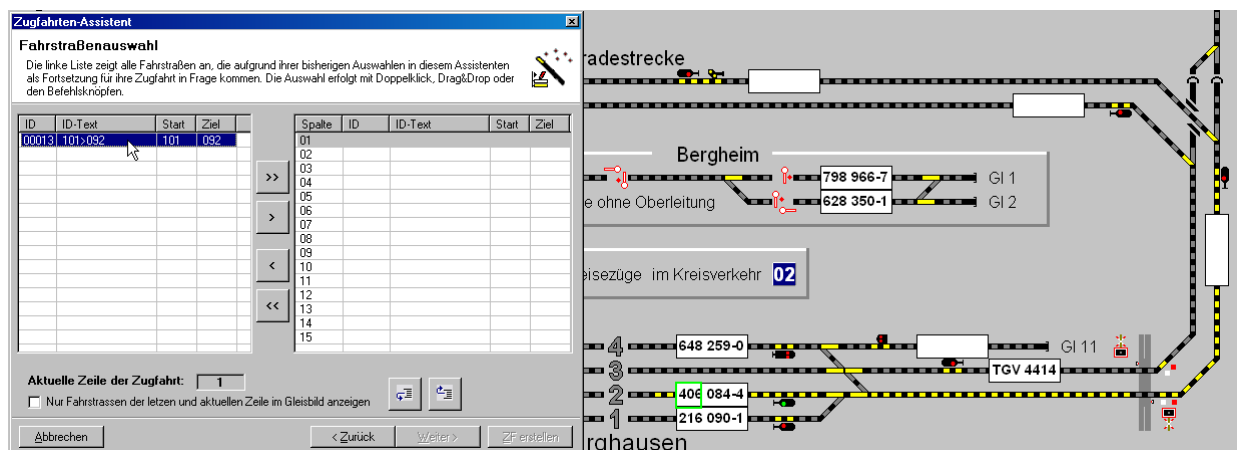 Zugfahrten-Assistent
Fahrstraßenauswahl
Die linke Liste zeigt alle Fahrstraßen an, die aufgrund ihrer bisherigen Auswahlen in diesem Assistenten
als Fortsetzung für ihre Zugfahrt in Frage kommen. Die Auswahl erfolgt mit Doppelklick, Drag&Drop oder
den Befehlsknöpfen.
ID ID-Text Start Ziel
00013 101>092 101 092
>>
>
<
<<
Spalte ID ID-Text Start Ziel
01
02
03
04
05
06
07
08
09
10
11
12
13
14
15
Aktuelle Zeile der Zugfahrt: 1
Nur Fahrstrassen der letzen und aktuellen Zeile im Gleisbild anzeigen
Abbrechen
< Zurück
Weiter >
ZF erstellen
radestrecke
Bergheim
798 966-7 Gl 1
e ohne Oberleitung 628 350-1 Gl 2
eisezüge im Kreisverkehr 02
4 648 259-0 Gl 11
3 TGV 4414
2 406 084-4
1 216 090-1
rghausen